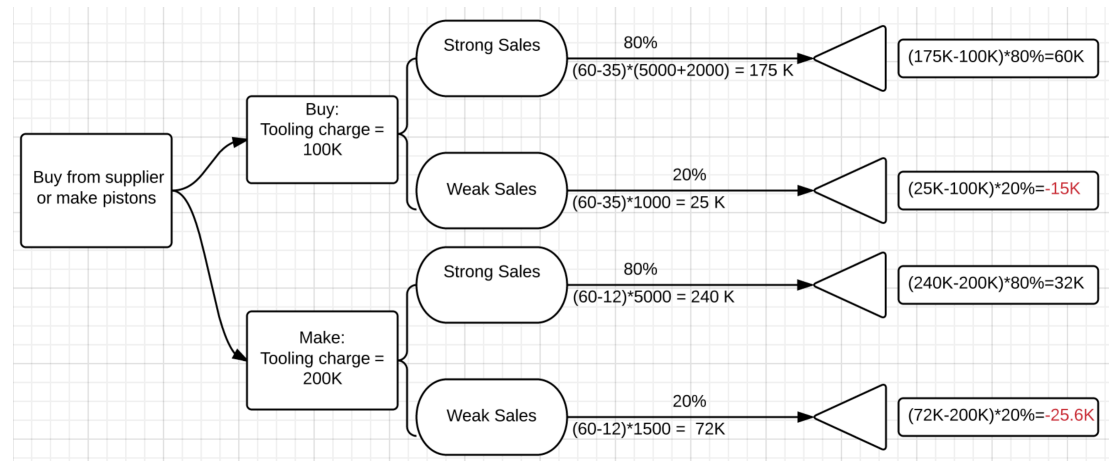 Buy from supplier
or make pistons
Buy:
Tooling charge =
100K
Strong Sales
80%
(60-35)*(5000+2000) = 175 K
(175K-100K)*80%=60K
Weak Sales
20%
(60-35)*1000 = 25 K
(25K-100K)*20%=-15K
Make:
Tooling charge =
200K
Strong Sales
80%
(60-12)*5000 = 240 K
(240K-200K)*80%=32K
Weak Sales
20%
(60-12)*1500 =  72K
(72K-200K)*20%=-25.6K